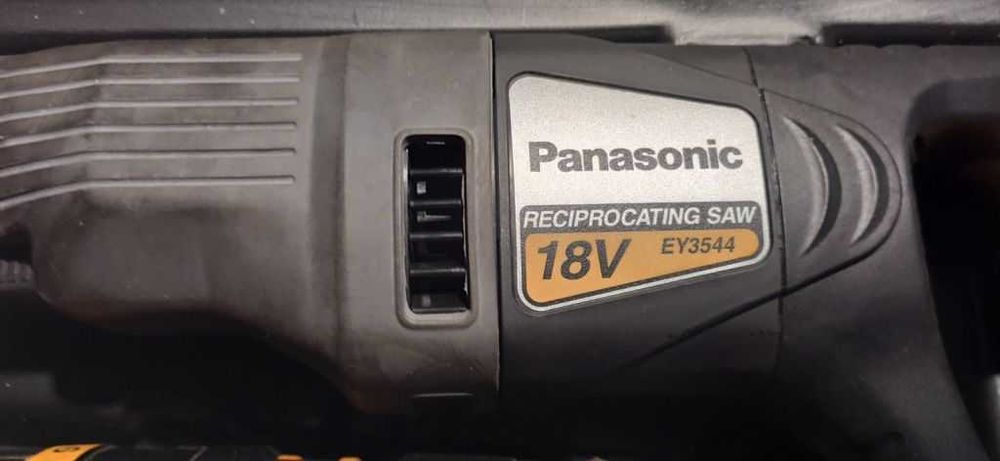 Panasonic
RECIPROCATING SAW
18V EY3544